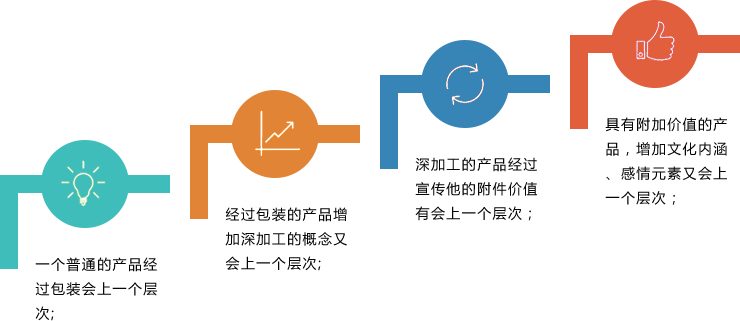 一个普通的产品经
过包装会上一个层
次;
经过包装的产品增
加深加工的概念又
会上一个层次;
深加工的产品经过
宣传他的附件价值
有会上一个层次；
具有附加价值的产
品，增加文化内涵
、感情元素又会上
一个层次；